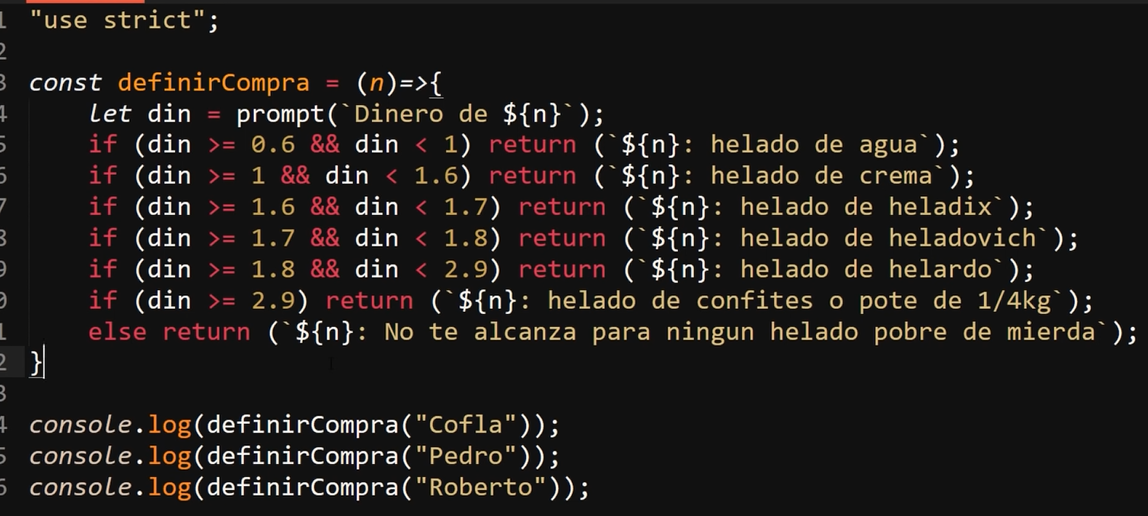 1 "use strict";
2
3 const definirCompra = (n)=>{
4     let din = prompt(`Dinero de ${n}`);
5     if (din >= 0.6 && din < 1) return (`${n}: helado de agua`);
6     if (din >= 1 && din < 1.6) return (`${n}: helado de crema`);
7     if (din >= 1.6 && din < 1.7) return (`${n}: helado de heladix`);
8     if (din >= 1.7 && din < 1.8) return (`${n}: helado de heladovich`);
9     if (din >= 1.8 && din < 2.9) return (`${n}: helado de helardo`);
0     if (din >= 2.9) return (`${n}: helado de confites o pote de 1/4kg`);
1     else return (`${n}: No te alcanza para ningun helado pobre de mierda`);
2 }
3
4 console.log(definirCompra("Cofla"));
5 console.log(definirCompra("Pedro"));
6 console.log(definirCompra("Roberto"));